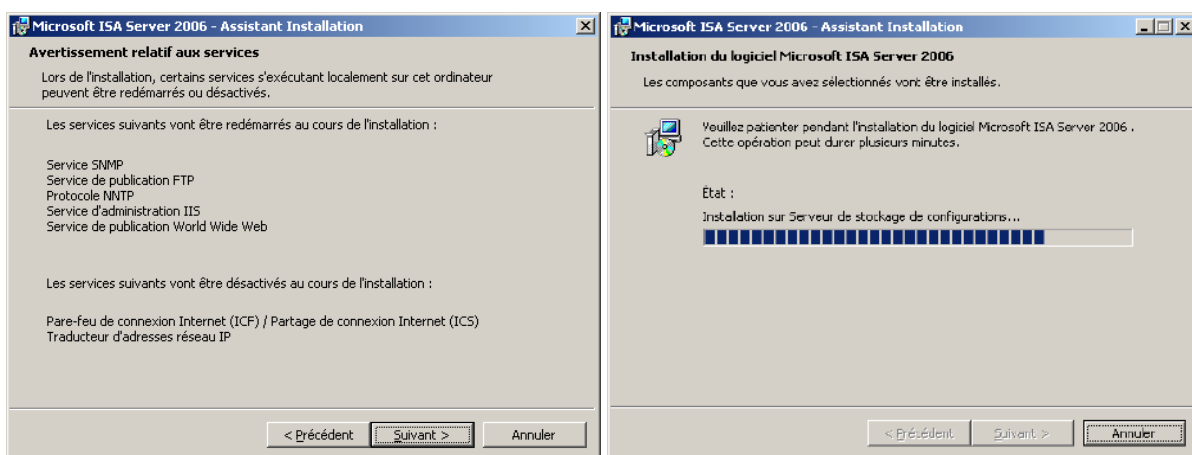 Microsoft ISA Server 2006 - Assistant Installation
Avertissement relatif aux services
Lors de l'installation, certains services s'exécutant localement sur cet ordinateur
peuvent être redémarrés ou désactivés.
Les services suivants vont être redémarrés au cours de l'installation :
Service SNMP
Service de publication FTP
Protocole NNTP
Service d'administration IIS
Service de publication World Wide Web
Les services suivants vont être désactivés au cours de l'installation :
Pare-feu de connexion Internet (ICF) / Partage de connexion Internet (ICS)
Traducteur d'adresses réseau IP
< Précédent
Suivant >
Annuler
Microsoft ISA Server 2006 - Assistant Installation
Installation du logiciel Microsoft ISA Server 2006
Les composants que vous avez sélectionnés vont être installés.
Veuillez patienter pendant l'installation du logiciel Microsoft ISA Server 2006 .
Cette opération peut durer plusieurs minutes.
État :
Installation sur Serveur de stockage de configurations...
< Précédent
Suivant >
Annuler